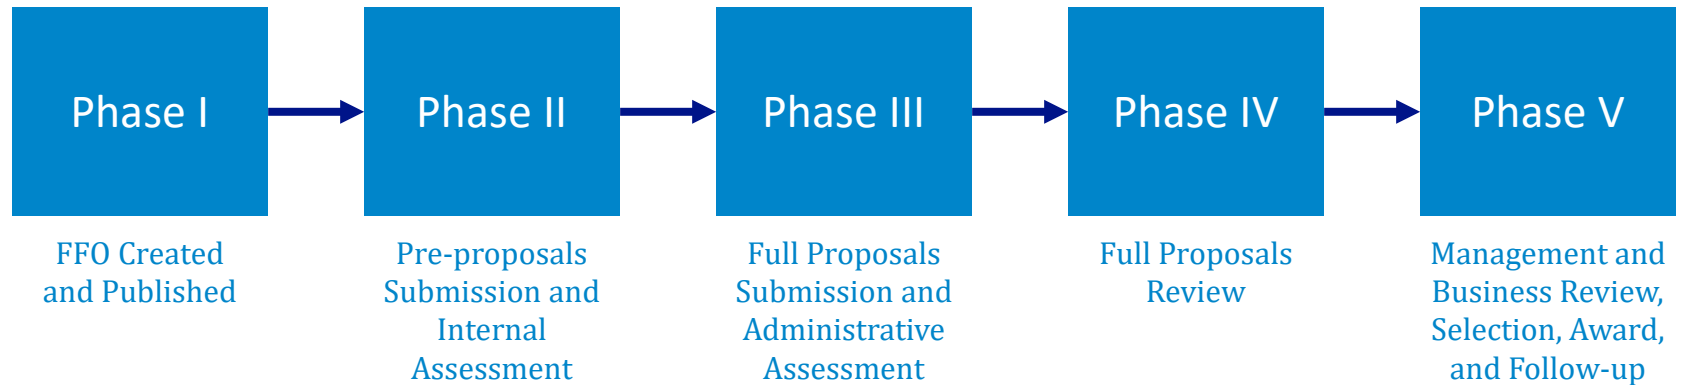 Phase I
Phase II
Phase III
Phase IV
Phase V
FFO Created
and Published
Pre-proposals
Submission and
Internal
Assessment
Full Proposals
Submission and
Administrative
Assessment
Full Proposals
Review
Management and
Business Review,
Selection, Award,
and Follow-up